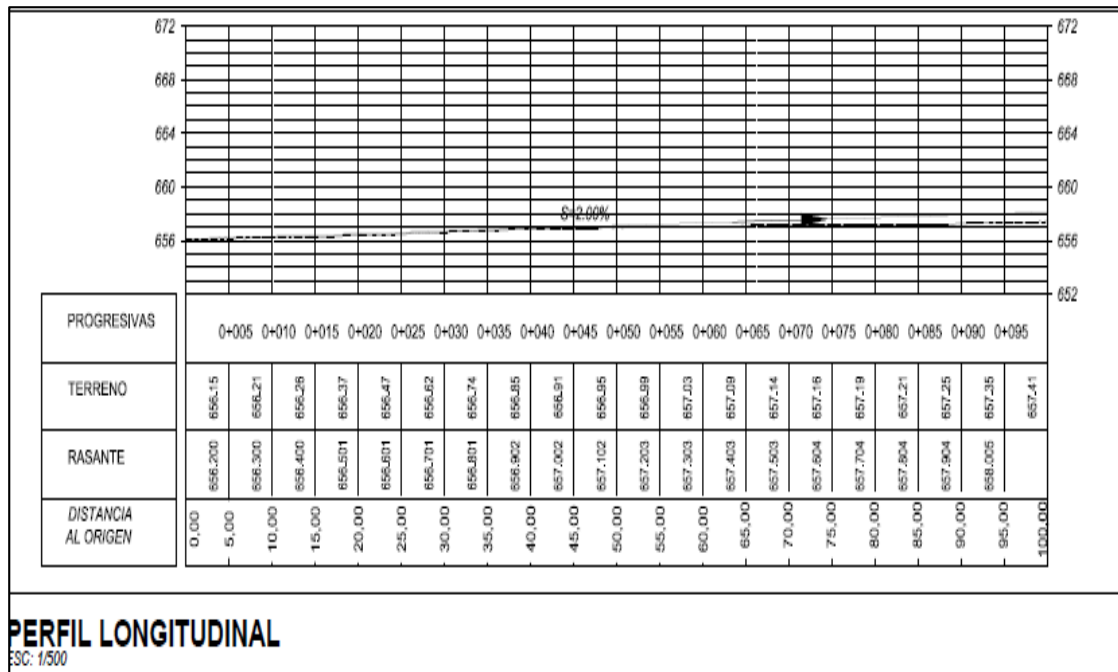 672 672
668 668
664 664
660 660
S=2.00%
656 656
652
PROGRESIVAS 0+005 0+010 0+015 0+020 0+025 0+030 0+035 0+040 0+045 0+050 0+055 0+060 0+065 0+070 0+075 0+080 0+085 0+090 0+095
TERRENO 656.15 656.21 656.26 656.37 656.47 656.62 656.74 656.85 656.91 656.95 656.99 657.03 657.09 657.14 657.16 657.19 657.21 657.25 657.35 657.41
RASANTE 656.200 656.300 656.400 656.501 656.601 656.701 656.801 656.902 657.002 657.102 657.203 657.303 657.403 657.503 657.604 657.704 657.804 657.904 658.005
DISTANCIA
AL ORIGEN 0,00 5,00 10,00 15,00 20,00 25,00 30,00 35,00 40,00 45,00 50,00 55,00 60,00 65,00 70,00 75,00 80,00 85,00 90,00 95,00 100,00
PERFIL LONGITUDINAL
ESC: 1/500